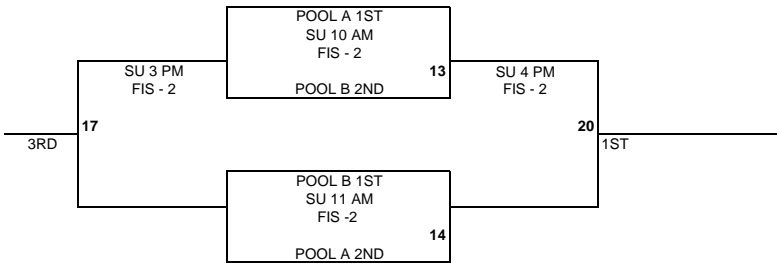 POOL A 1ST
SU 10 AM
FIS - 2
13
POOL B 2ND
SU 3 PM
FIS - 2
SU 4 PM
FIS - 2
17
20
3RD
1ST
POOL B 1ST
SU 11 AM
FIS -2
14
POOL A 2ND